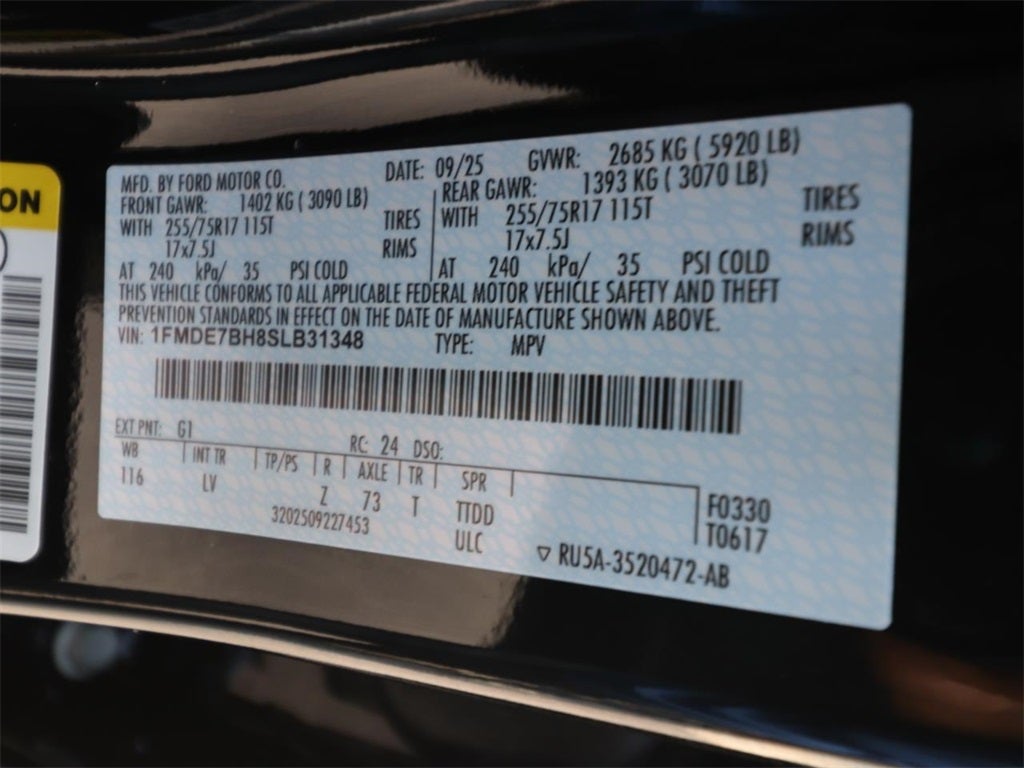 ON
MFD. BY FORD MOTOR CO.
DATE: 09/25
GVWR: 2685 KG ( 5920 LB)
FRONT GAWR: 1402 KG ( 3090 LB)
WITH 255/75R17 115T TIRES
17x7.5J RIMS
AT 240 kPa/ 35 PSI COLD
REAR GAWR: 1393 KG ( 3070 LB)
WITH 255/75R17 115T TIRES
17x7.5J RIMS
AT 240 kPa/ 35 PSI COLD
THIS VEHICLE CONFORMS TO ALL APPLICABLE FEDERAL MOTOR VEHICLE SAFETY AND THEFT
PREVENTION STANDARDS IN EFFECT ON THE DATE OF MANUFACTURE SHOWN ABOVE.
VIN: 1FMDE7BH8SLB31348 TYPE: MPV
EXT PNT: G1 RC: 24 DSO:
WB INT TR TP/PS R AXLE TR SPR
116 LV Z 73 T TTDD
3202509227453 ULC
F0330
T0617
▽ RU5A-3520472-AB